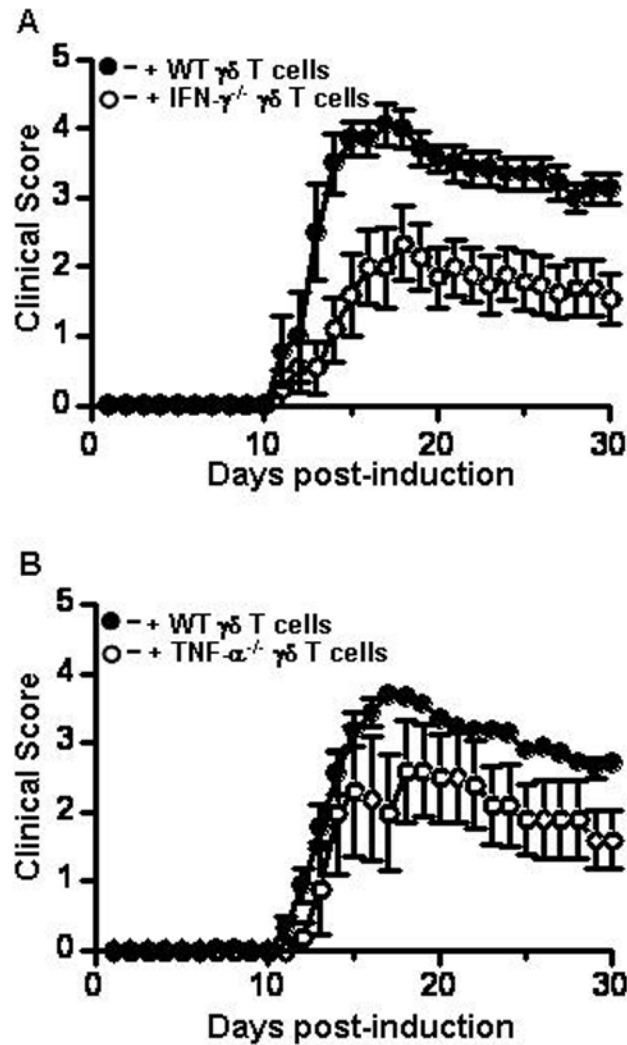 A
5
● – + WT γδ T cells
○ – + IFN-γ-/- γδ T cells
4
3
2
1
0
Clinical Score
0 10 20 30
Days post-induction
B
5
● – + WT γδ T cells
○ – + TNF-α-/- γδ T cells
4
3
2
1
0
Clinical Score
0 10 20 30
Days post-induction